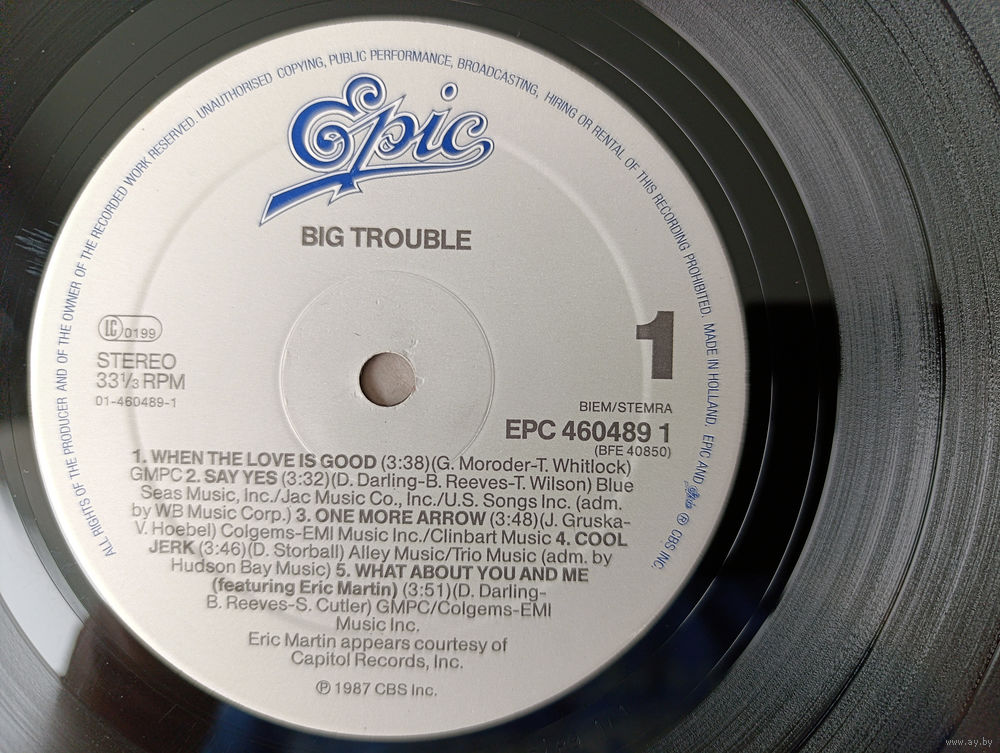 ALL RIGHTS OF THE PRODUCER AND OF THE OWNER OF THE RECORDED WORK RESERVED. UNAUTHORISED COPYING, PUBLIC PERFORMANCE, BROADCASTING, HIRING OR RENTAL OF THIS RECORDING PROHIBITED. MADE IN HOLLAND. EPIC AND Epic ℗ CBS INC.
Epic
BIG TROUBLE
LC 0199
STEREO
33 1/3 RPM
01-460489-1
1
BIEM/STEMRA
EPC 460489 1
(BFE 40850)
1. WHEN THE LOVE IS GOOD (3:38)(G. Moroder-T. Whitlock)
GMPC 2. SAY YES (3:32)(D. Darling-B. Reeves-T. Wilson) Blue
Seas Music, Inc./Jac Music Co., Inc./U.S. Songs Inc. (adm.
by WB Music Corp.) 3. ONE MORE ARROW (3:48)(J. Gruska-
V. Hoebel) Colgems-EMI Music Inc./Clinbart Music 4. COOL
JERK (3:46)(D. Storball) Alley Music/Trio Music (adm. by
Hudson Bay Music) 5. WHAT ABOUT YOU AND ME
(featuring Eric Martin) (3:51)(D. Darling-
B. Reeves-S. Cutler) GMPC/Colgems-EMI
Music Inc.
Eric Martin appears courtesy of
Capitol Records, Inc.
℗ 1987 CBS Inc.
www.ay.by